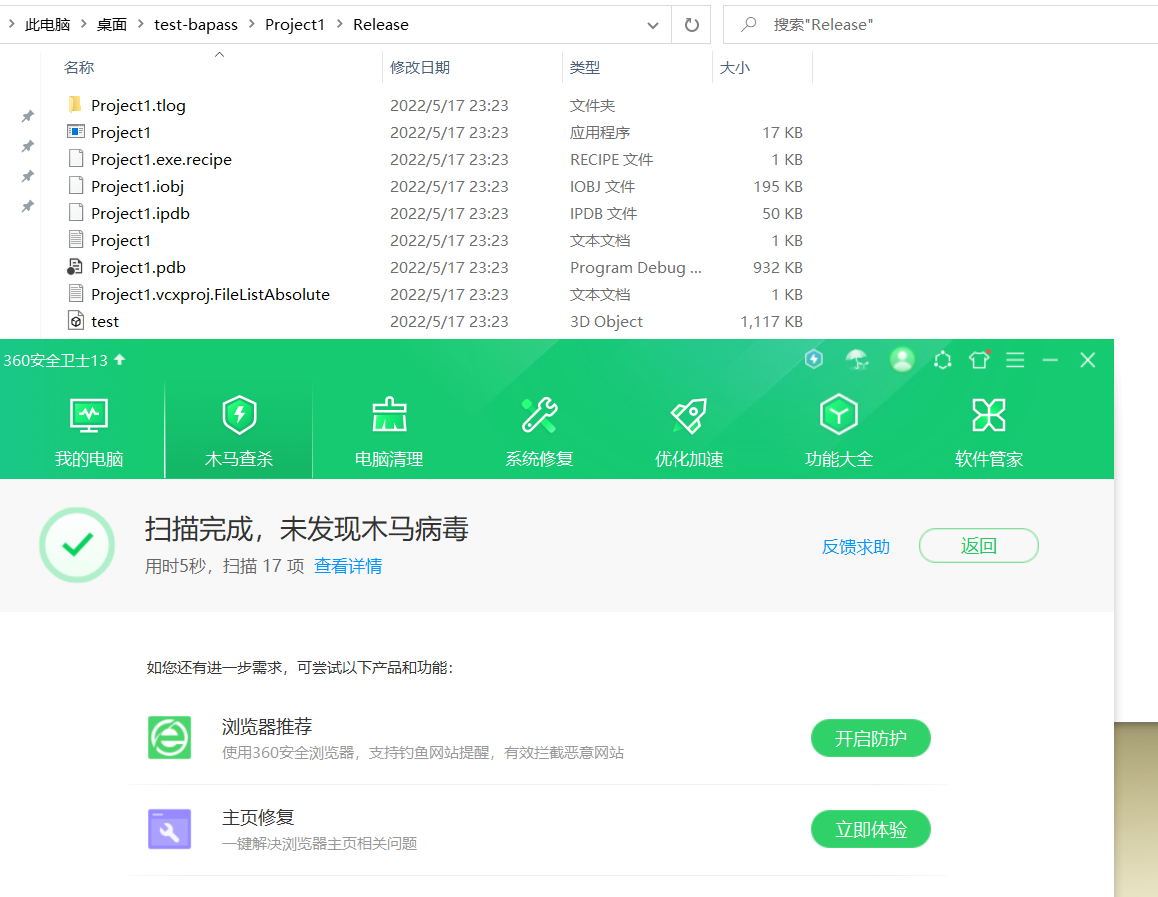 此电脑 > 桌面 > test-bapass > Project1 > Release
搜索"Release"
名称 修改日期 类型 大小
Project1.tlog 2022/5/17 23:23 文件夹
Project1 2022/5/17 23:23 应用程序 17 KB
Project1.exe.recipe 2022/5/17 23:23 RECIPE 文件 1 KB
Project1.iobj 2022/5/17 23:23 IOBJ 文件 195 KB
Project1.ipdb 2022/5/17 23:23 IPDB 文件 50 KB
Project1 2022/5/17 23:23 文本文档 1 KB
Project1.pdb 2022/5/17 23:23 Program Debug ... 932 KB
Project1.vcxproj.FileListAbsolute 2022/5/17 23:23 文本文档 1 KB
test 2022/5/17 23:23 3D Object 1,117 KB
360安全卫士13
我的电脑 木马查杀 电脑清理 系统修复 优化加速 功能大全 软件管家
扫描完成，未发现木马病毒
用时5秒，扫描 17 项 查看详情
反馈求助 返回
如您还有进一步需求，可尝试以下产品和功能：
浏览器推荐
使用360安全浏览器，支持钓鱼网站提醒，有效拦截恶意网站
开启防护
主页修复
一键解决浏览器主页相关问题
立即体验